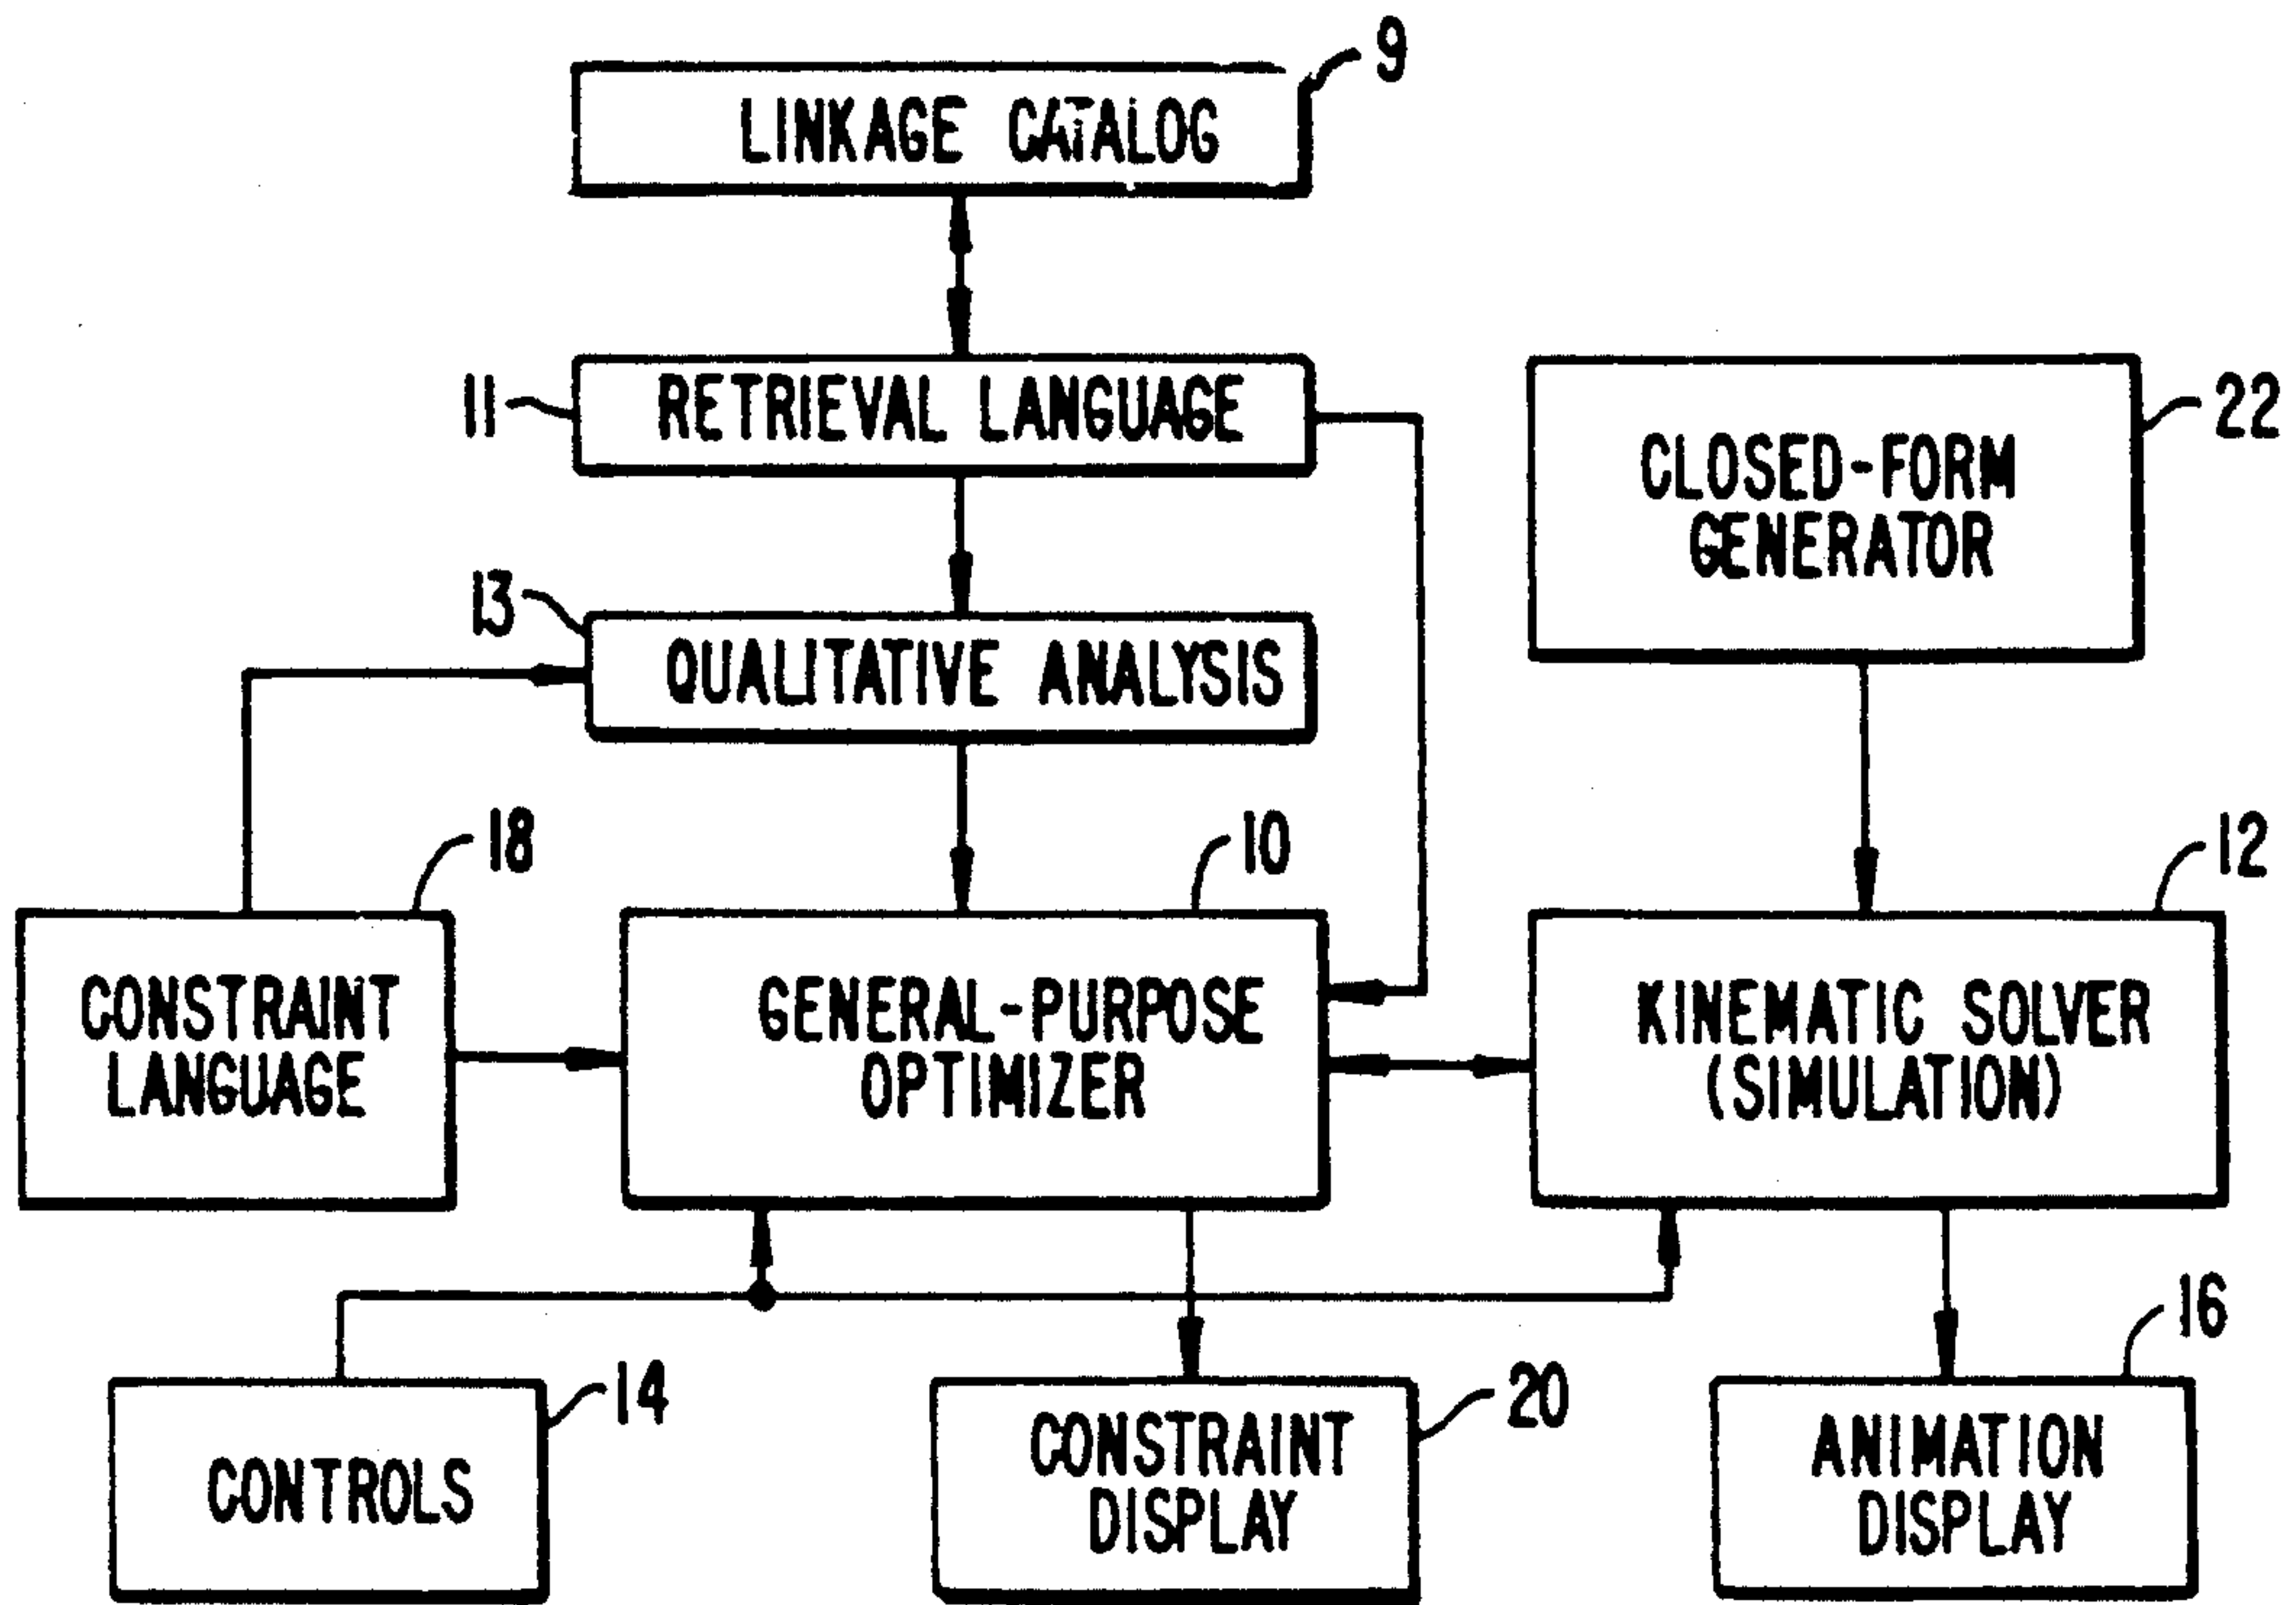 9
LINKAGE CATALOG
11
RETRIEVAL LANGUAGE
22
CLOSED-FORM
GENERATOR
13
QUALITATIVE ANALYSIS
18
10
12
CONSTRAINT
LANGUAGE
GENERAL-PURPOSE
OPTIMIZER
KINEMATIC SOLVER
(SIMULATION)
14
20
16
CONTROLS
CONSTRAINT
DISPLAY
ANIMATION
DISPLAY